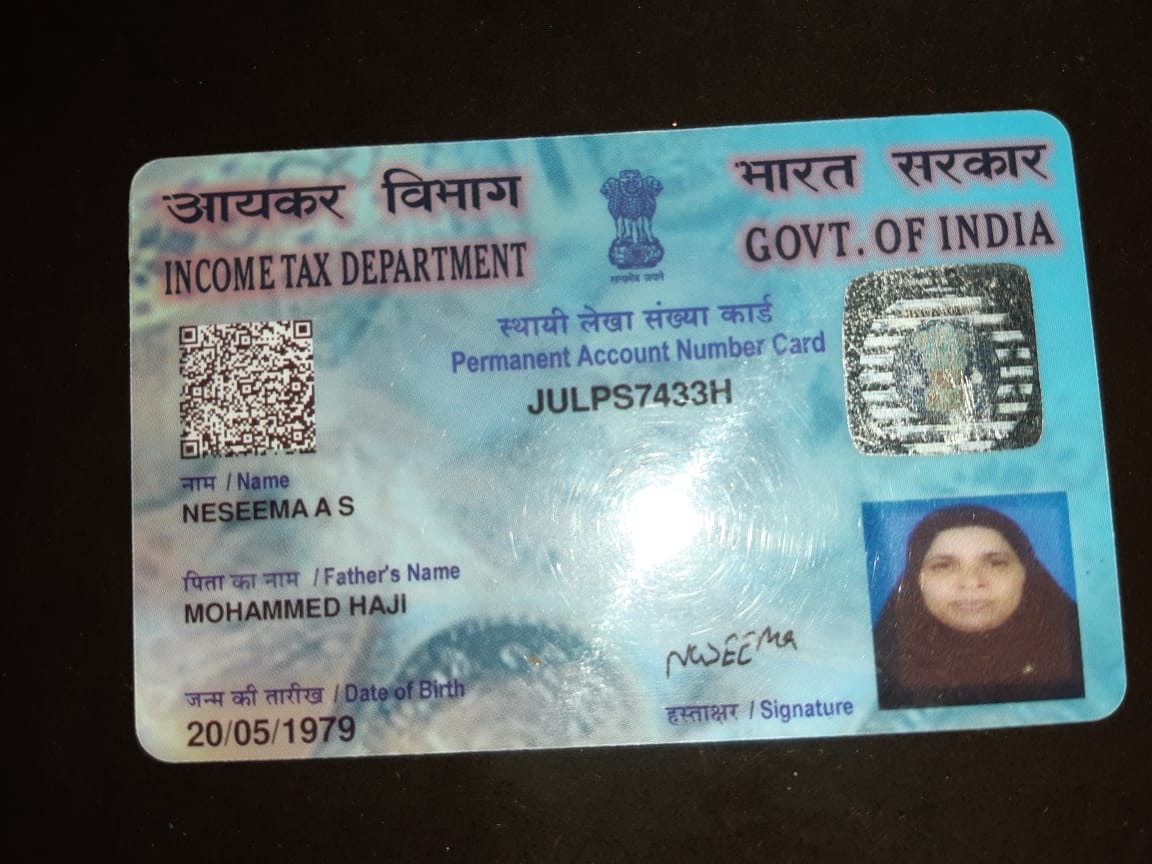 आयकर विभाग
INCOME TAX DEPARTMENT
भारत सरकार
GOVT. OF INDIA
सत्यमेव जयते
स्थायी लेखा संख्या कार्ड
Permanent Account Number Card
JULPS7433H
नाम / Name
NESEEMA A S
पिता का नाम / Father's Name
MOHAMMED HAJI
जन्म की तारीख / Date of Birth
20/05/1979
हस्ताक्षर / Signature